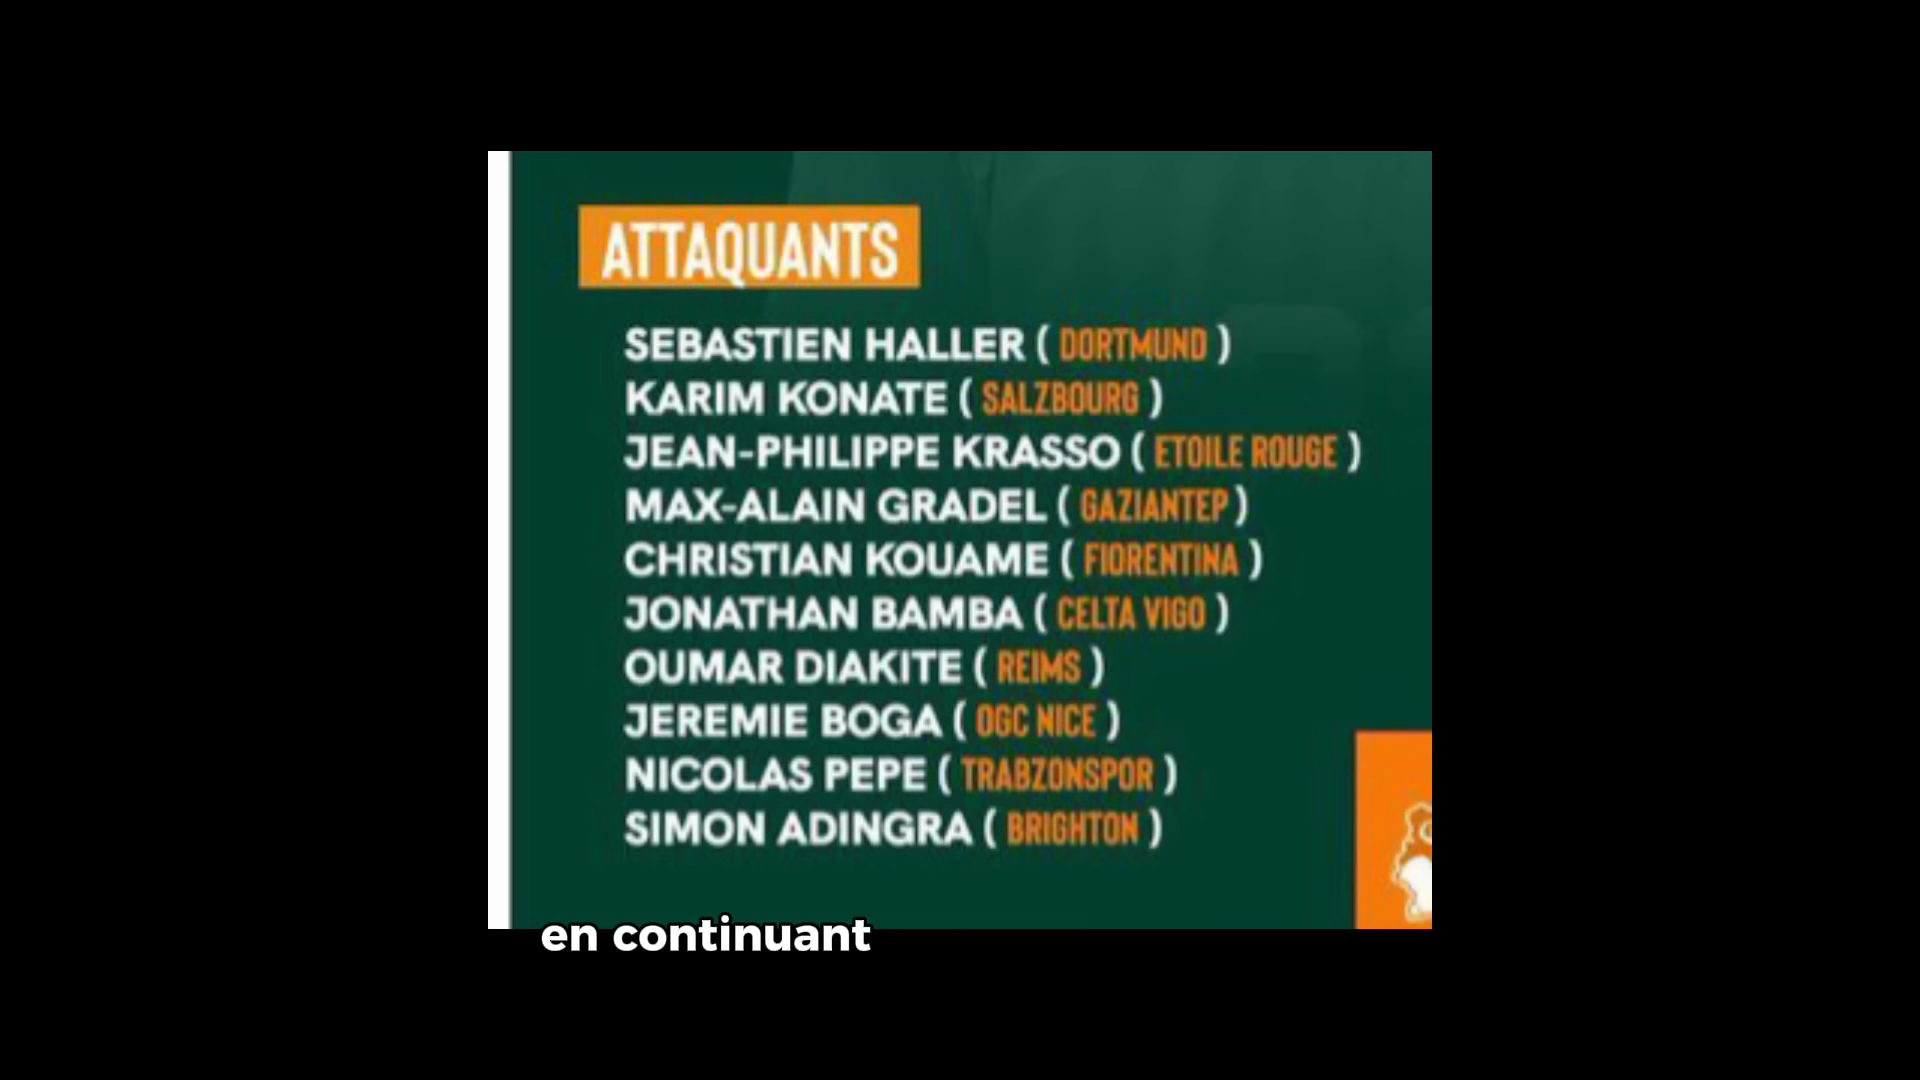 ATTAQUANTS
SEBASTIEN HALLER ( DORTMUND )
KARIM KONATE ( SALZBOURG )
JEAN-PHILIPPE KRASSO ( ETOILE ROUGE )
MAX-ALAIN GRADEL ( GAZIANTEP )
CHRISTIAN KOUAME ( FIORENTINA )
JONATHAN BAMBA ( CELTA VIGO )
OUMAR DIAKITE ( REIMS )
JEREMIE BOGA ( OGC NICE )
NICOLAS PEPE ( TRABZONSPOR )
SIMON ADINGRA ( BRIGHTON )
en continuant